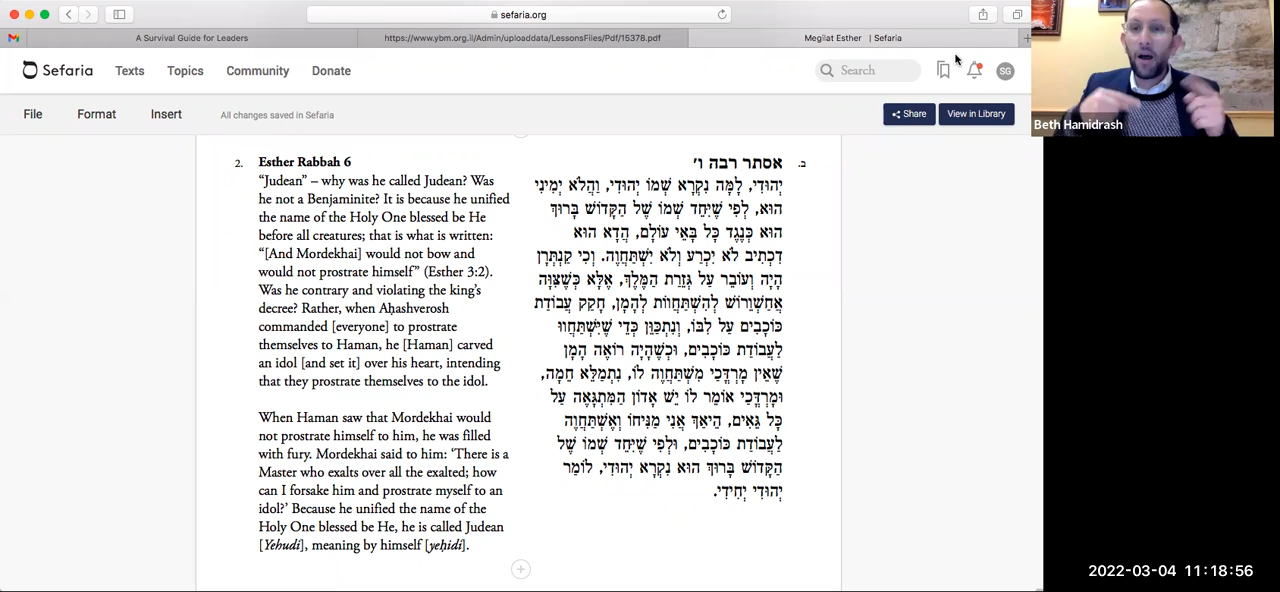 sefaria.org
A Survival Guide for Leaders
https://www.ybm.org.il/Admin/uploaddata/LessonsFiles/Pdf/15378.pdf
Megilat Esther | Sefaria
Sefaria
Texts
Topics
Community
Donate
Search
SG
File
Format
Insert
All changes saved in Sefaria
Share
View in Library
Beth Hamidrash
2. Esther Rabbah 6
“Judean” – why was he called Judean? Was
he not a Benjaminite? It is because he unified
the name of the Holy One blessed be He
before all creatures; that is what is written:
“[And Mordekhai] would not bow and
would not prostrate himself” (Esther 3:2).
Was he contrary and violating the king’s
decree? Rather, when Aḥashverosh
commanded [everyone] to prostrate
themselves to Haman, he [Haman] carved
an idol [and set it] over his heart, intending
that they prostrate themselves to the idol.
When Haman saw that Mordekhai would
not prostrate himself to him, he was filled
with fury. Mordekhai said to him: ‘There is a
Master who exalts over all the exalted; how
can I forsake him and prostrate myself to an
idol?’ Because he unified the name of the
Holy One blessed be He, he is called Judean
[Yehudi], meaning by himself [yeḥidi].
ב. אסתר רבה ו׳
יְהוּדִי, לָמָּה נִקְרָא שְׁמוֹ יְהוּדִי, וַהֲלֹא יְמִינִי
הוּא, לְפִי שֶׁיִּחֵד שְׁמוֹ שֶׁל הַקָּדוֹשׁ בָּרוּךְ
הוּא כְּנֶגֶד כָּל בָּאֵי עוֹלָם, הֲדָא הוּא
דִכְתִיב לֹא יִכְרַע וְלֹא יִשְׁתַּחֲוֶה. וְכִי קַנְתְּרָן
הָיָה וְעוֹבֵר עַל גְּזֵרַת הַמֶּלֶךְ, אֶלָּא כְּשֶׁצִּוָּה
אֲחַשְׁוֵרוֹשׁ לְהִשְׁתַּחֲווֹת לְהָמָן, חָקַק עֲבוֹדַת
כּוֹכָבִים עַל לִבּוֹ, וְנִתְכַּוֵּן כְּדֵי שֶׁיִּשְׁתַּחֲווּ
לַעֲבוֹדַת כּוֹכָבִים, וּכְשֶׁהָיָה רוֹאֶה הָמָן
שֶׁאֵין מָרְדֳּכַי מִשְׁתַּחֲוֶה לוֹ, נִתְמַלֵּא חֵמָה,
וּמָרְדֳּכַי אוֹמֵר לוֹ יֵשׁ אָדוֹן הַמִּתְגָּאֶה עַל
כָּל גֵּאִים, הֵיאַךְ אֲנִי מַנִּיחוֹ וְאֶשְׁתַּחֲוֶה
לַעֲבוֹדַת כּוֹכָבִים, וּלְפִי שֶׁיִּחֵד שְׁמוֹ שֶׁל
הַקָּדוֹשׁ בָּרוּךְ הוּא נִקְרָא יְהוּדִי, לוֹמַר
יְהוּדִי יְחִידִי.
2022-03-04 11:18:56